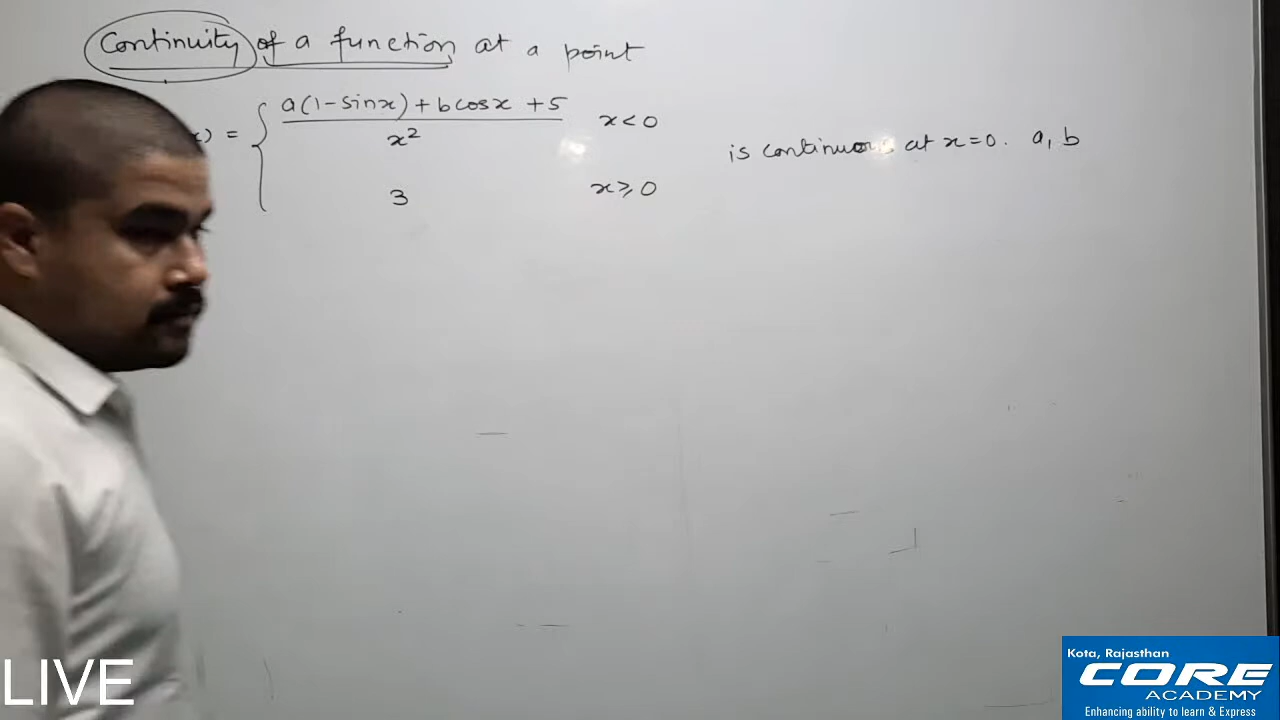 Continuity of a function at a point
x) = { a(1-sinx) + b cosx + 5 / x² x < 0
3 x ⩾ 0
is continuous at x=0. a, b
LIVE
Kota, Rajasthan
CORE
ACADEMY
Enhancing ability to learn & Express